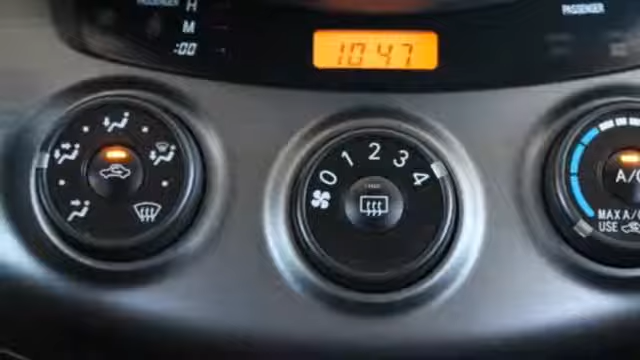 PASSENGER
H
M
:00
10:47
PASSENGER
0 1 2 3 4
A/C
MAX A/C
USE